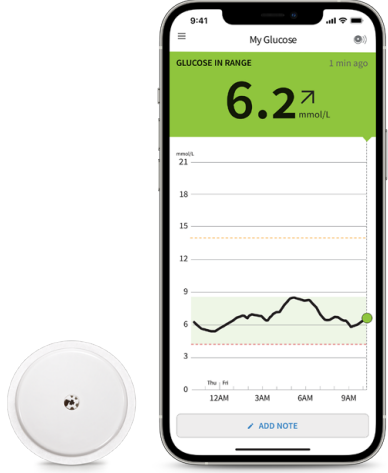 9:41
My Glucose
GLUCOSE IN RANGE 1 min ago
6.2 mmol/L
mmol/L
21
18
15
12
9
6
3
0
Thu Fri
12AM 3AM 6AM 9AM
ADD NOTE